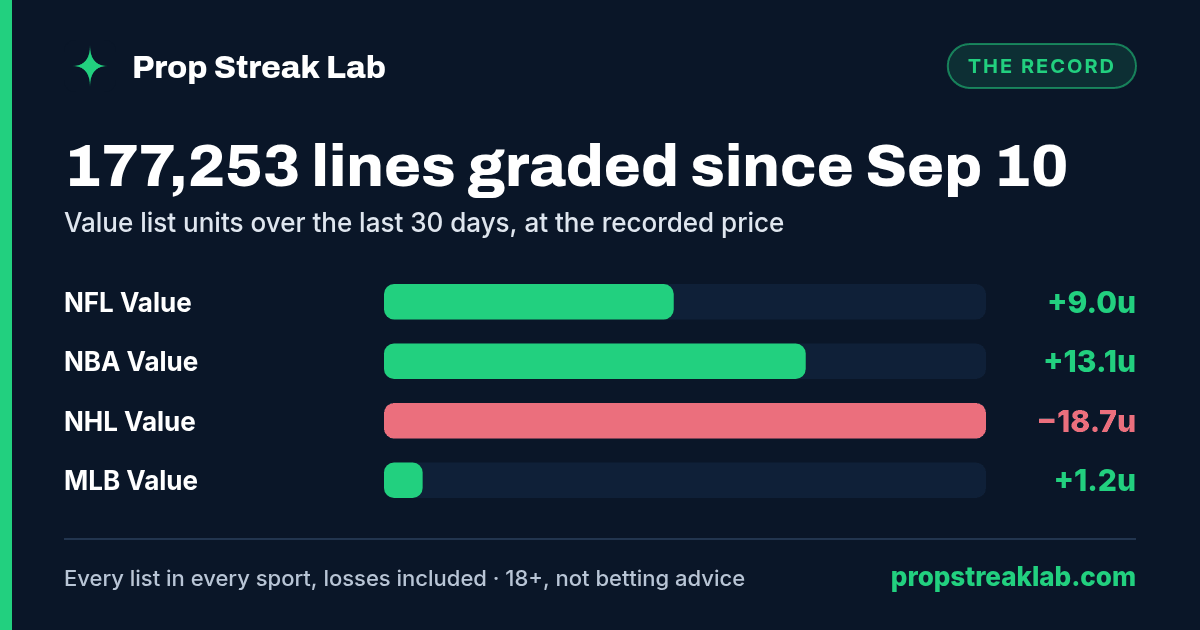 Prop Streak Lab
THE RECORD
177,253 lines graded since Sep 10
Value list units over the last 30 days, at the recorded price
NFL Value +9.0u
NBA Value +13.1u
NHL Value −18.7u
MLB Value +1.2u
Every list in every sport, losses included · 18+, not betting advice
propstreaklab.com